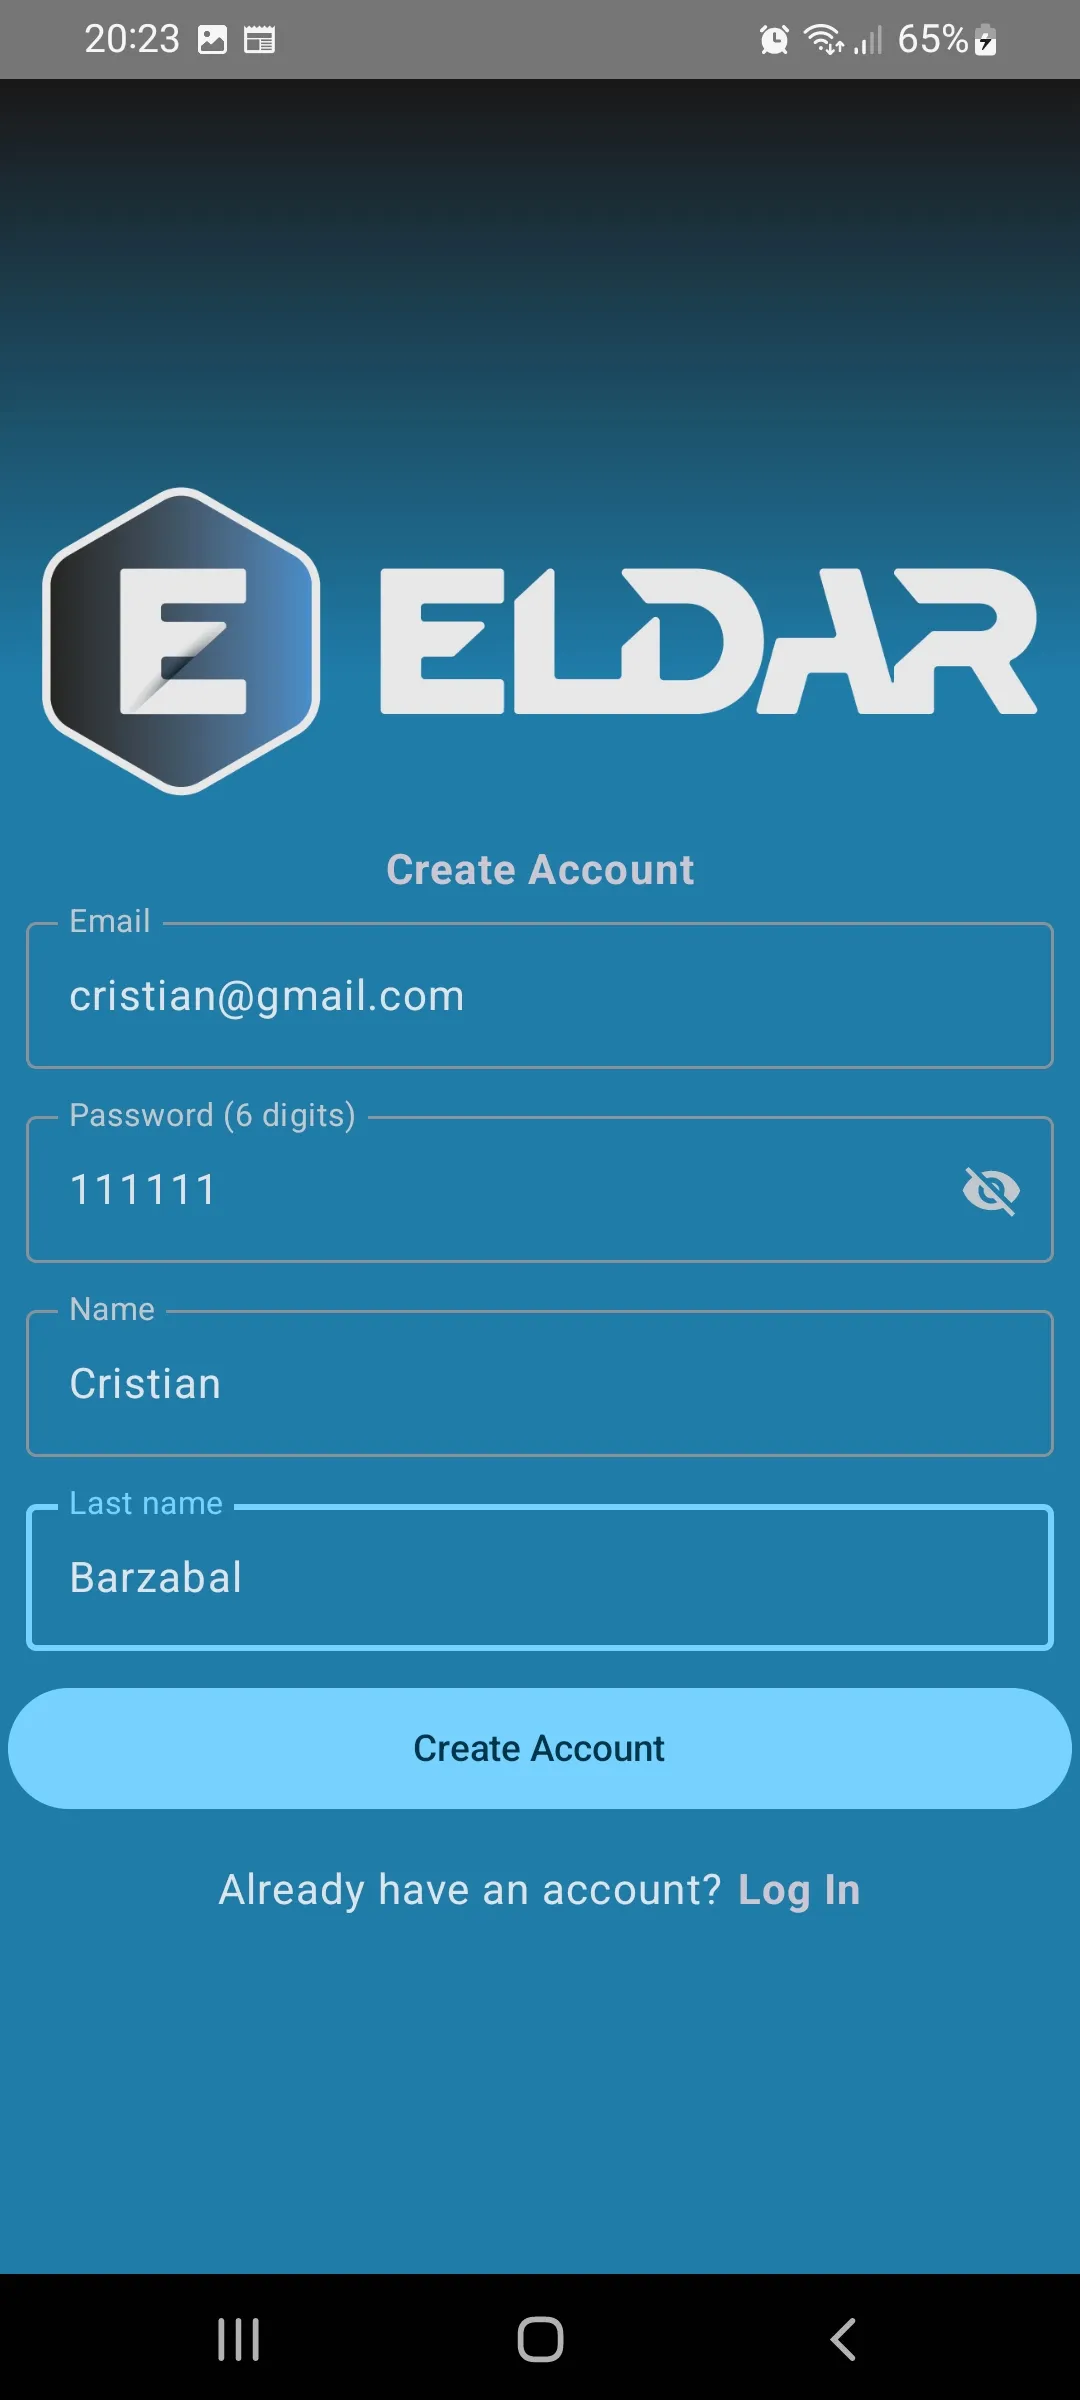 20:23 65%
E ELDAR
Create Account
Email
cristian@gmail.com
Password (6 digits)
111111
Name
Cristian
Last name
Barzabal
Create Account
Already have an account? Log In